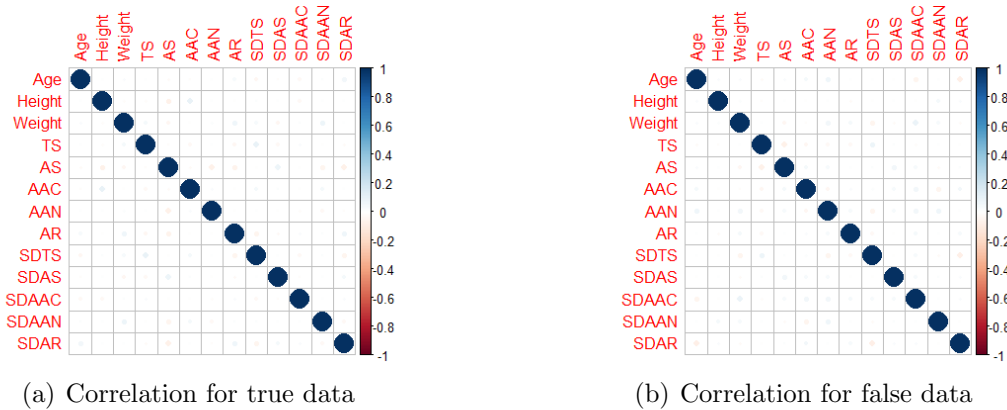 Age Height Weight TS AS AAC AAN AR SDTS SDAS SDAAC SDAAN SDAR
Age
Height
Weight
TS
AS
AAC
AAN
AR
SDTS
SDAS
SDAAC
SDAAN
SDAR
1
0.8
0.6
0.4
0.2
0
-0.2
-0.4
-0.6
-0.8
-1
(a) Correlation for true data
Age Height Weight TS AS AAC AAN AR SDTS SDAS SDAAC SDAAN SDAR
Age
Height
Weight
TS
AS
AAC
AAN
AR
SDTS
SDAS
SDAAC
SDAAN
SDAR
1
0.8
0.6
0.4
0.2
0
-0.2
-0.4
-0.6
-0.8
-1
(b) Correlation for false data